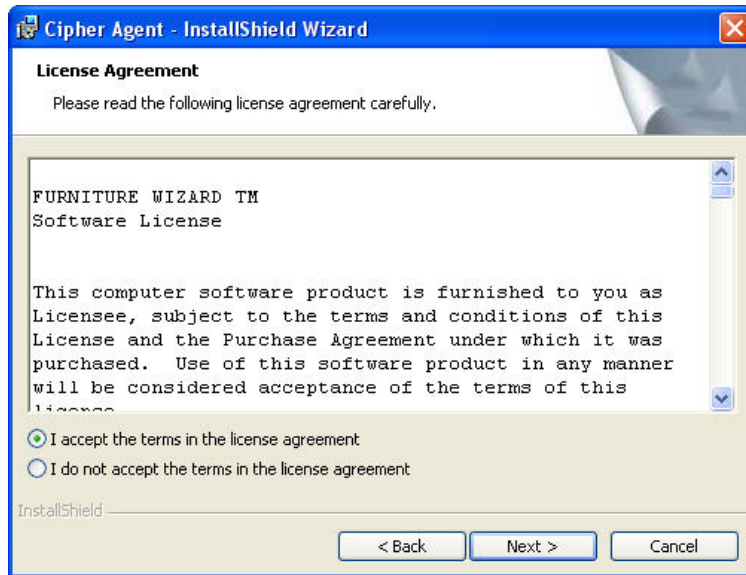 Cipher Agent - InstallShield Wizard
License Agreement
Please read the following license agreement carefully.
FURNITURE WIZARD TM
Software License
This computer software product is furnished to you as
Licensee, subject to the terms and conditions of this
License and the Purchase Agreement under which it was
purchased.  Use of this software product in any manner
will be considered acceptance of the terms of this
I accept the terms in the license agreement
I do not accept the terms in the license agreement
InstallShield
< Back
Next >
Cancel